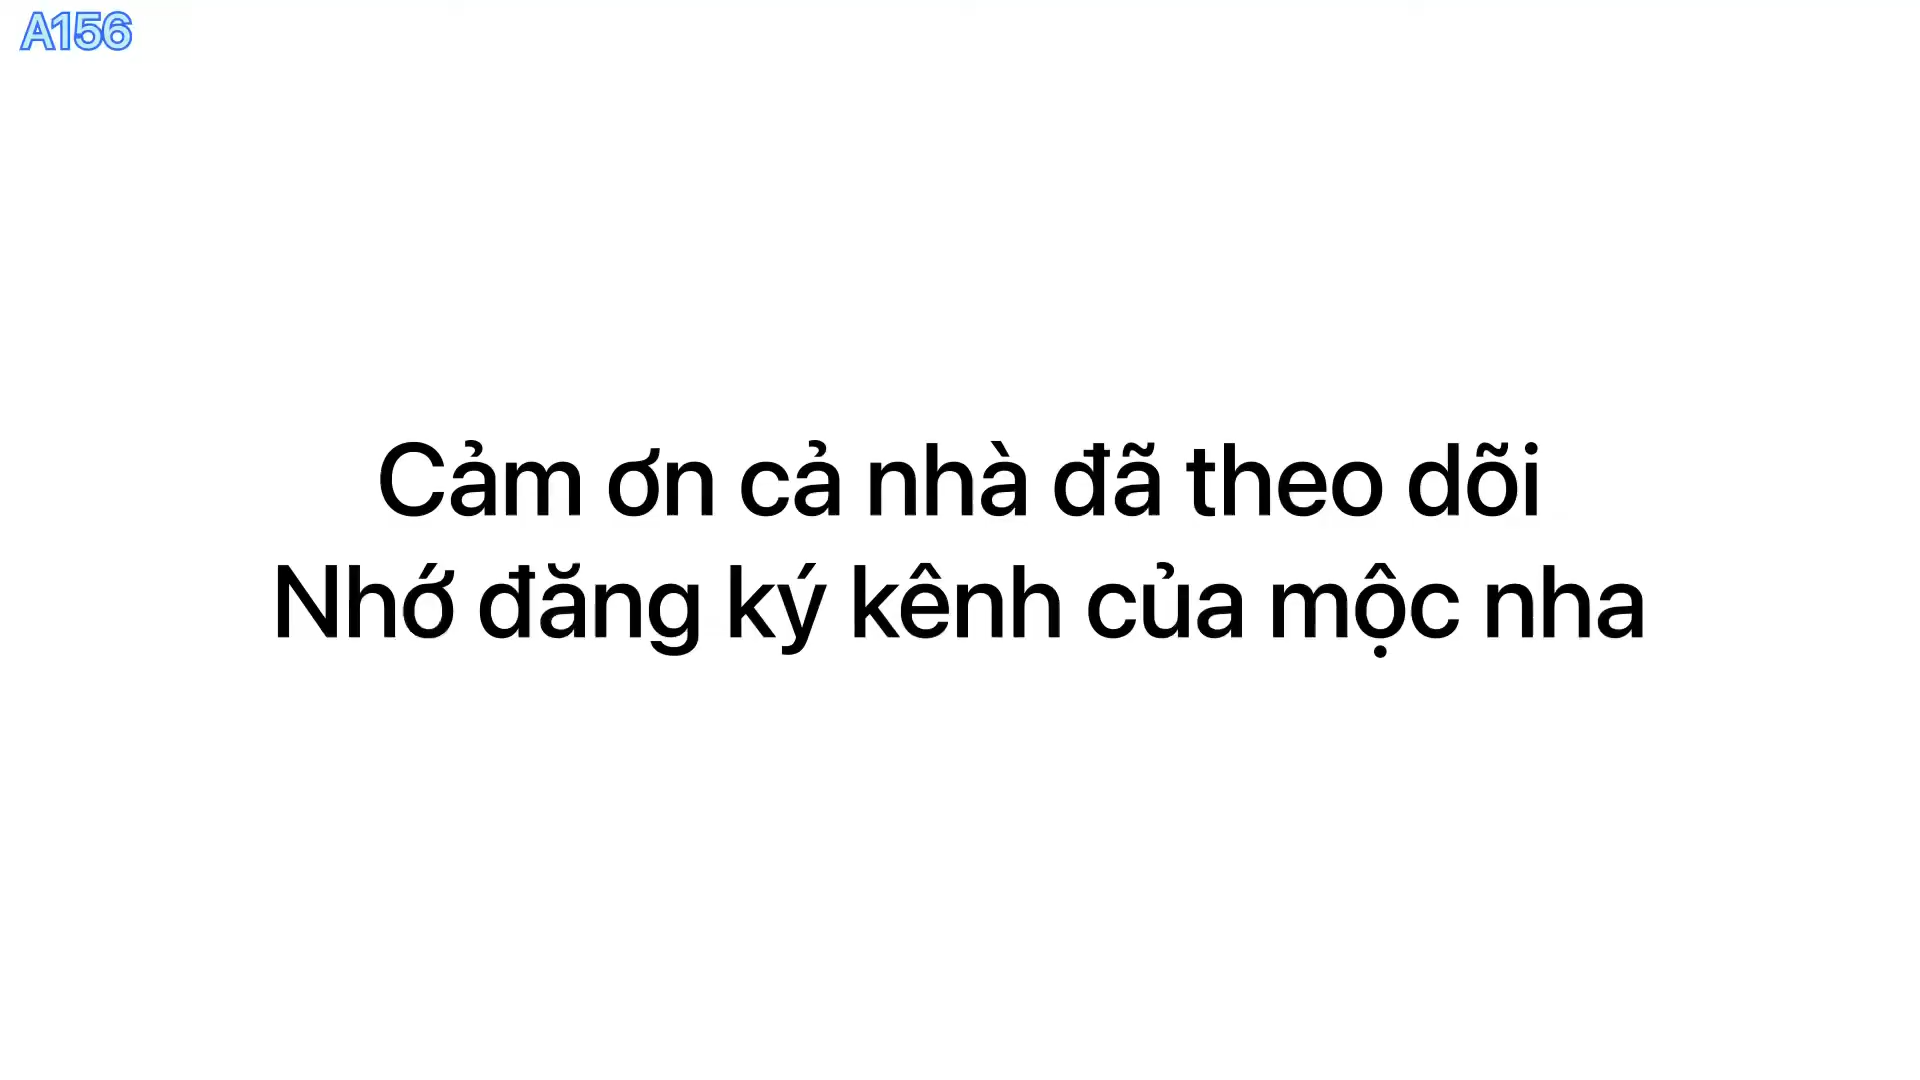 A156
Cảm ơn cả nhà đã theo dõi
Nhớ đăng ký kênh của mộc nha